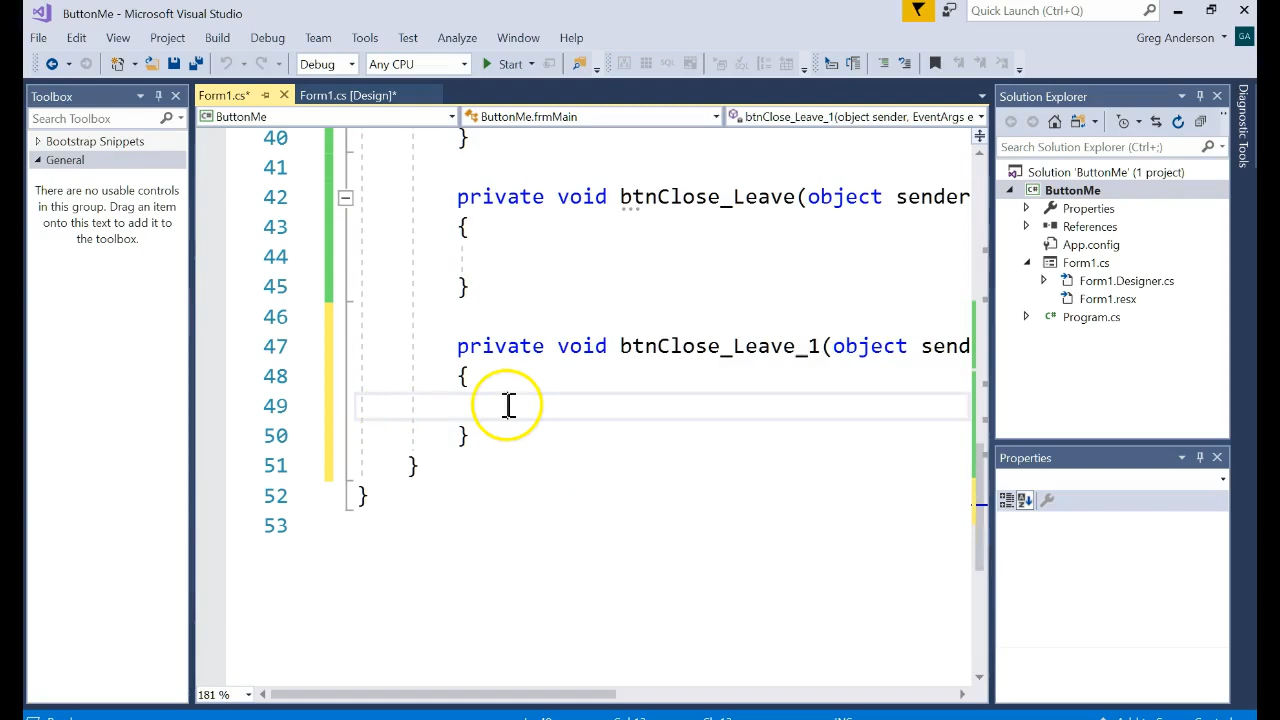 ButtonMe - Microsoft Visual Studio
Quick Launch (Ctrl+Q)
File Edit View Project Build Debug Team Tools Test Analyze Window Help
Greg Anderson GA
Debug Any CPU Start
Toolbox
Search Toolbox
Bootstrap Snippets
General
There are no usable controls
in this group. Drag an item
onto this text to add it to
the toolbox.
Form1.cs* Form1.cs [Design]*
ButtonMe ButtonMe.frmMain btnClose_Leave_1(object sender, EventArgs e
40 }
41
42 private void btnClose_Leave(object sender
43 {
44
45 }
46
47 private void btnClose_Leave_1(object send
48 {
49
50 }
51 }
52 }
53
181 %
Solution Explorer
Search Solution Explorer (Ctrl+;)
Solution 'ButtonMe' (1 project)
ButtonMe
Properties
References
App.config
Form1.cs
Form1.Designer.cs
Form1.resx
Program.cs
Properties
Diagnostic Tools